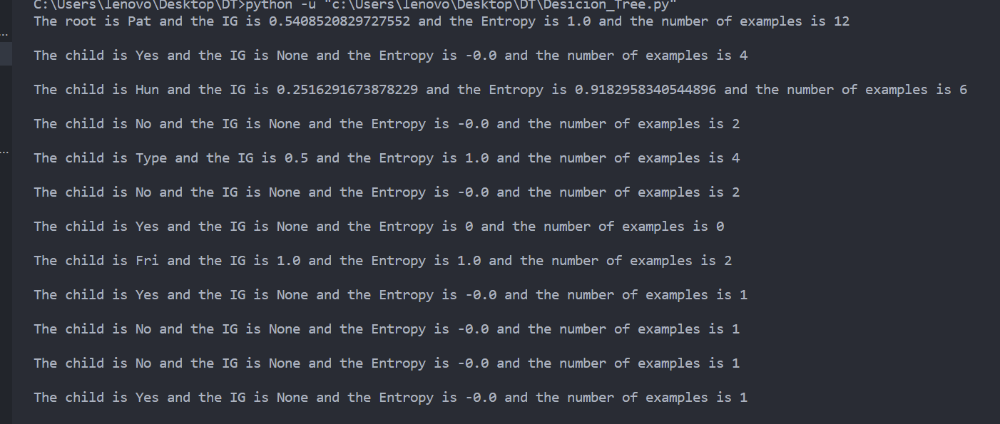 C:\Users\lenovo\Desktop\DT>python -u "c:\Users\lenovo\Desktop\DT\Desicion_Tree.py"
The root is Pat and the IG is 0.5408520829727552 and the Entropy is 1.0 and the number of examples is 12
The child is Yes and the IG is None and the Entropy is -0.0 and the number of examples is 4
The child is Hun and the IG is 0.2516291673878229 and the Entropy is 0.9182958340544896 and the number of examples is 6
The child is No and the IG is None and the Entropy is -0.0 and the number of examples is 2
The child is Type and the IG is 0.5 and the Entropy is 1.0 and the number of examples is 4
The child is No and the IG is None and the Entropy is -0.0 and the number of examples is 2
The child is Yes and the IG is None and the Entropy is 0 and the number of examples is 0
The child is Fri and the IG is 1.0 and the Entropy is 1.0 and the number of examples is 2
The child is Yes and the IG is None and the Entropy is -0.0 and the number of examples is 1
The child is No and the IG is None and the Entropy is -0.0 and the number of examples is 1
The child is No and the IG is None and the Entropy is -0.0 and the number of examples is 1
The child is Yes and the IG is None and the Entropy is -0.0 and the number of examples is 1